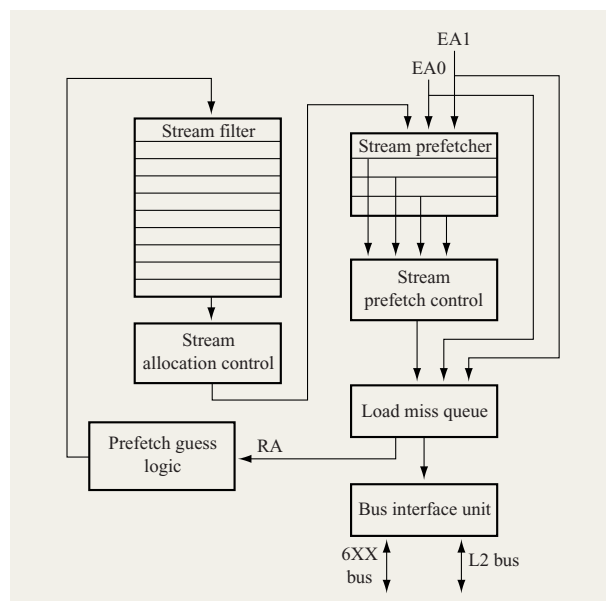 EA1
EA0
Stream filter
Stream prefetcher
Stream
prefetch control
Stream
allocation control
Load miss queue
Prefetch guess
logic
RA
Bus interface unit
6XX
bus
L2 bus